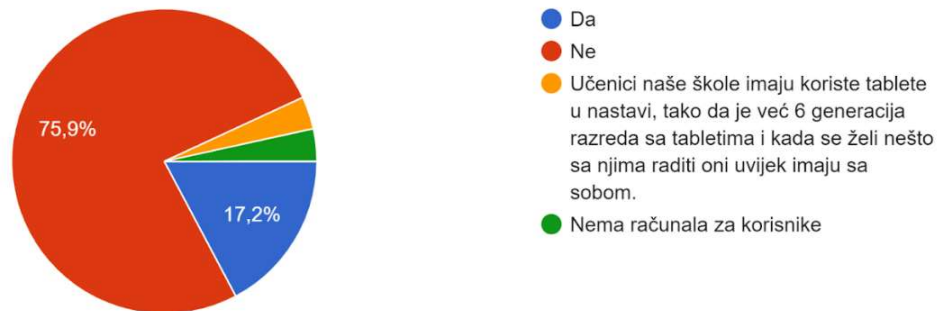 75,9%
17,2%
Da
Ne
Učenici naše škole imaju koriste tablete
u nastavi, tako da je već 6 generacija
razreda sa tabletima i kada se želi nešto
sa njima raditi oni uvijek imaju sa
sobom.
Nema računala za korisnike